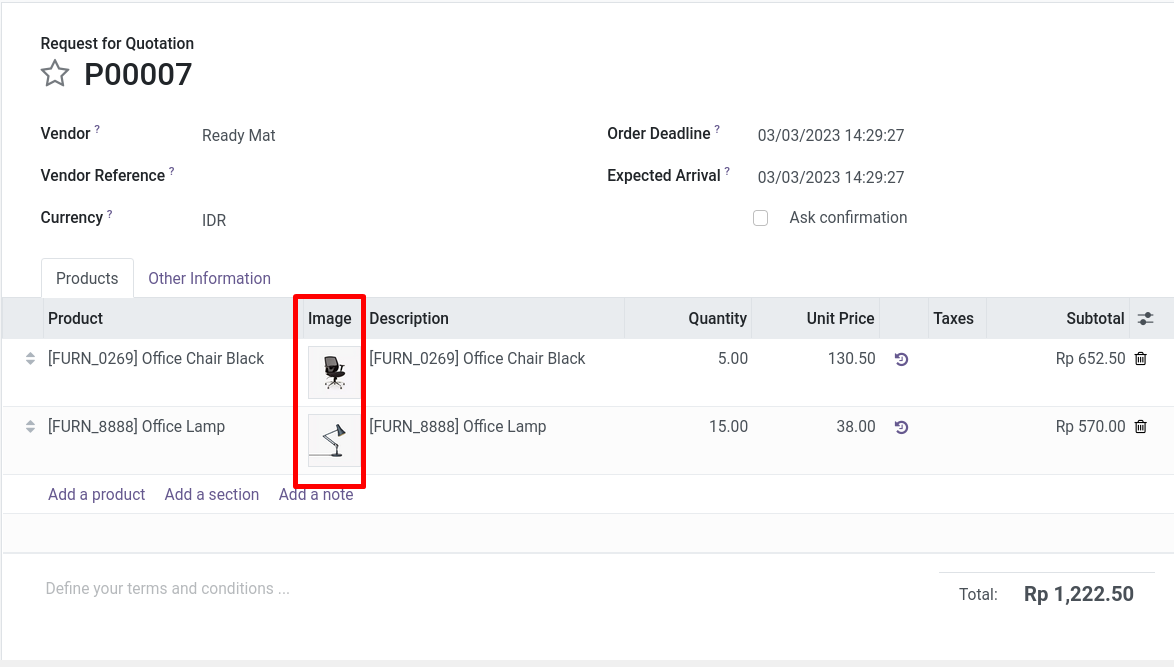 Request for Quotation
P00007
Vendor ? Ready Mat Order Deadline ? 03/03/2023 14:29:27
Vendor Reference ? Expected Arrival ? 03/03/2023 14:29:27
Currency ? IDR Ask confirmation
Products Other Information
Product Image Description Quantity Unit Price Taxes Subtotal
[FURN_0269] Office Chair Black [FURN_0269] Office Chair Black 5.00 130.50 Rp 652.50
[FURN_8888] Office Lamp [FURN_8888] Office Lamp 15.00 38.00 Rp 570.00
Add a product Add a section Add a note
Define your terms and conditions ... Total: Rp 1,222.50